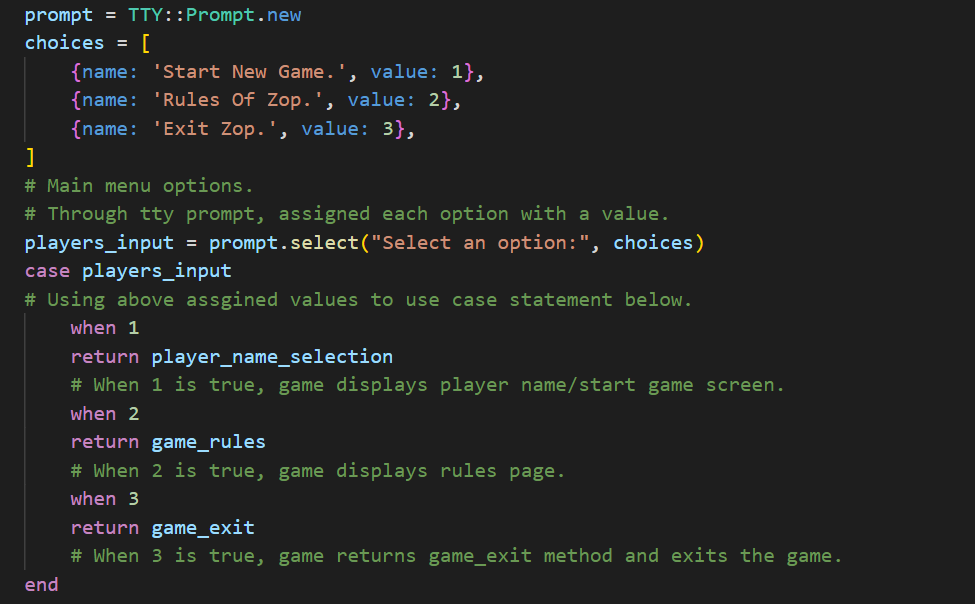 prompt = TTY::Prompt.new
choices = [
    {name: 'Start New Game.', value: 1},
    {name: 'Rules Of Zop.', value: 2},
    {name: 'Exit Zop.', value: 3},
]
# Main menu options.
# Through tty prompt, assigned each option with a value.
players_input = prompt.select("Select an option:", choices)
case players_input
# Using above assgined values to use case statement below.
    when 1
    return player_name_selection
    # When 1 is true, game displays player name/start game screen.
    when 2
    return game_rules
    # When 2 is true, game displays rules page.
    when 3
    return game_exit
    # When 3 is true, game returns game_exit method and exits the game.
end